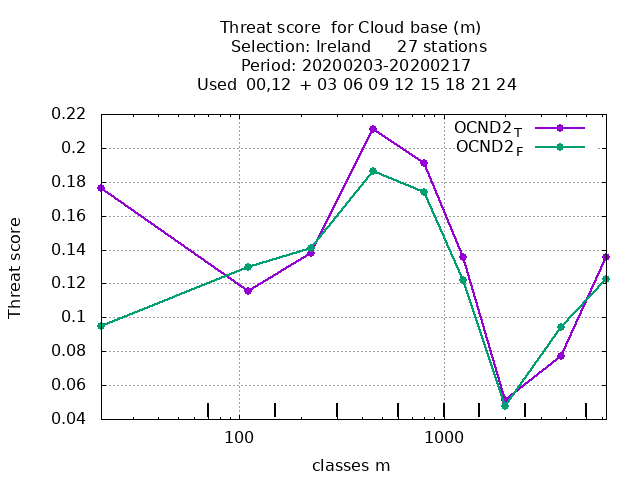 Threat score  for Cloud base (m)
Selection: Ireland     27 stations
Period: 20200203-20200217
Used  00,12  + 03 06 09 12 15 18 21 24
OCND2T
OCND2F
0.22
0.2
0.18
0.16
0.14
0.12
0.1
0.08
0.06
0.04
Threat score
100
1000
classes m